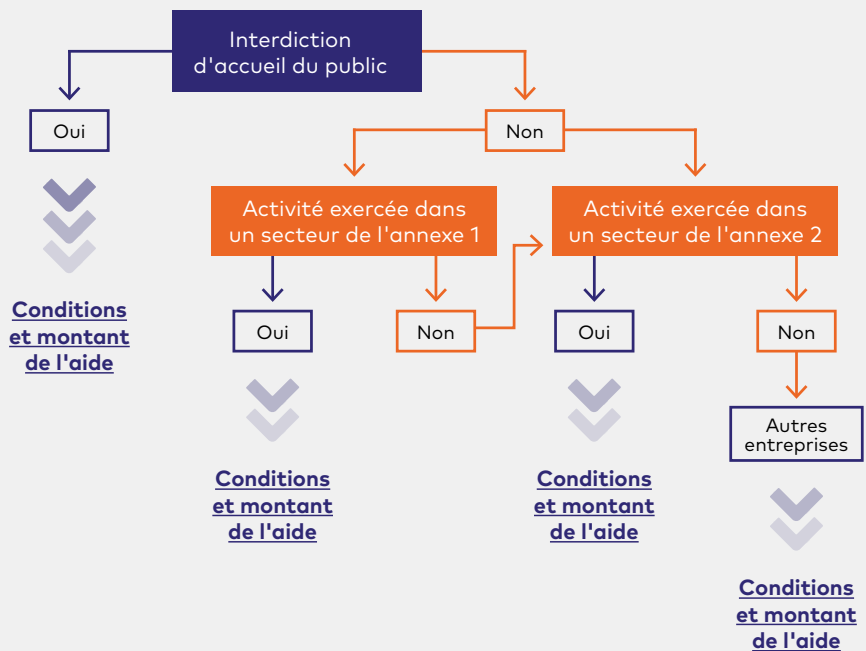 Interdiction
d'accueil du public
Oui
Non
Activité exercée dans
un secteur de l'annexe 1
Activité exercée dans
un secteur de l'annexe 2
Conditions
et montant
de l'aide
Oui
Non
Oui
Non
Autres
entreprises
Conditions
et montant
de l'aide
Conditions
et montant
de l'aide
Conditions
et montant
de l'aide